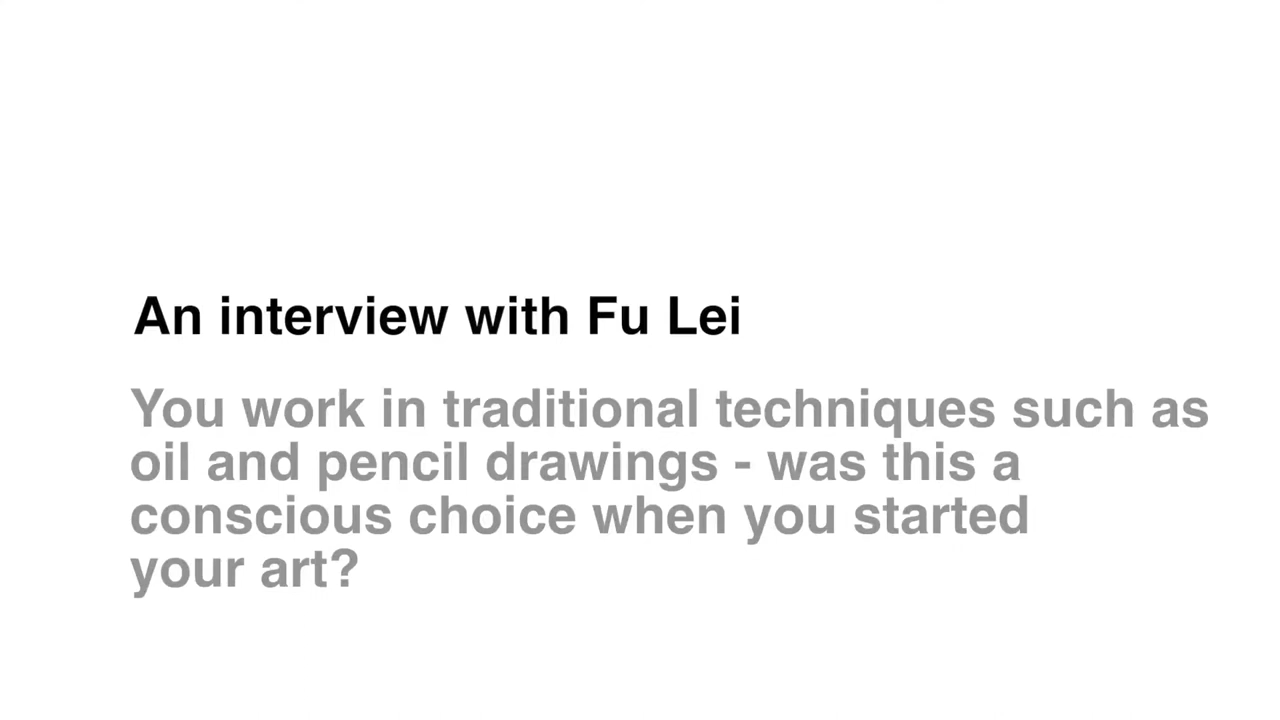 An interview with Fu Lei
You work in traditional techniques such as
oil and pencil drawings - was this a
conscious choice when you started
your art?